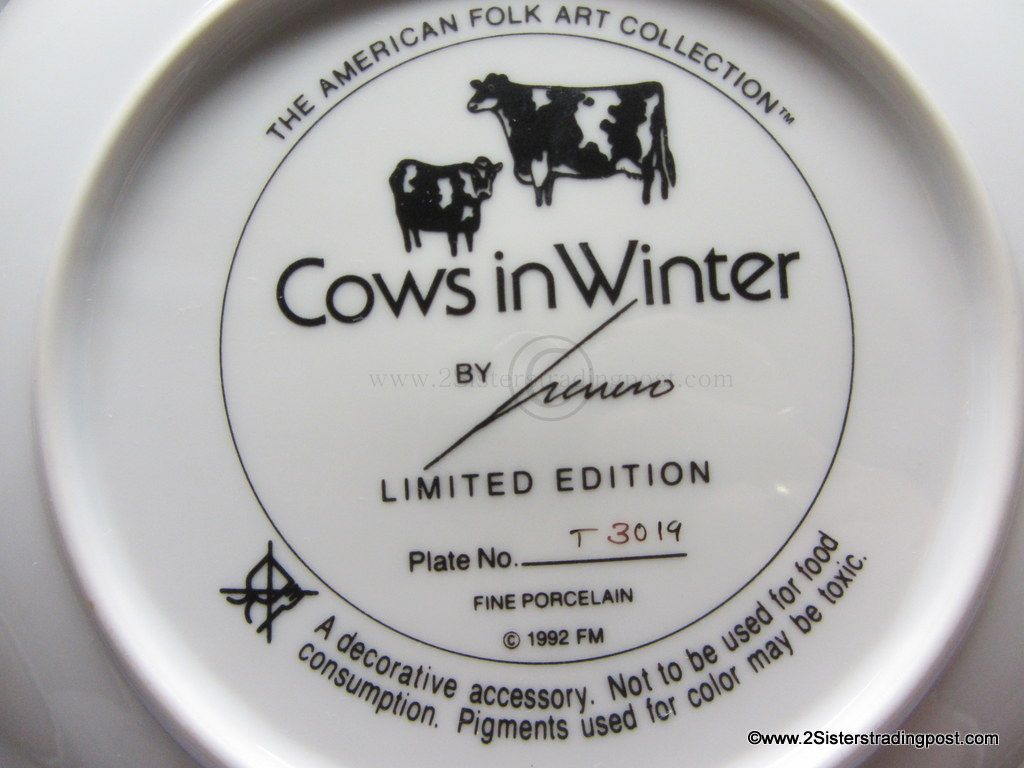 THE AMERICAN FOLK ART COLLECTION™
Cows in Winter
BY Lowell Herrero
LIMITED EDITION
Plate No. T 3019
FINE PORCELAIN
© 1992 FM
A decorative accessory. Not to be used for food
consumption. Pigments used for color may be toxic.
www.2Sisterstradingpost.com
©www.2Sisterstradingpost.com